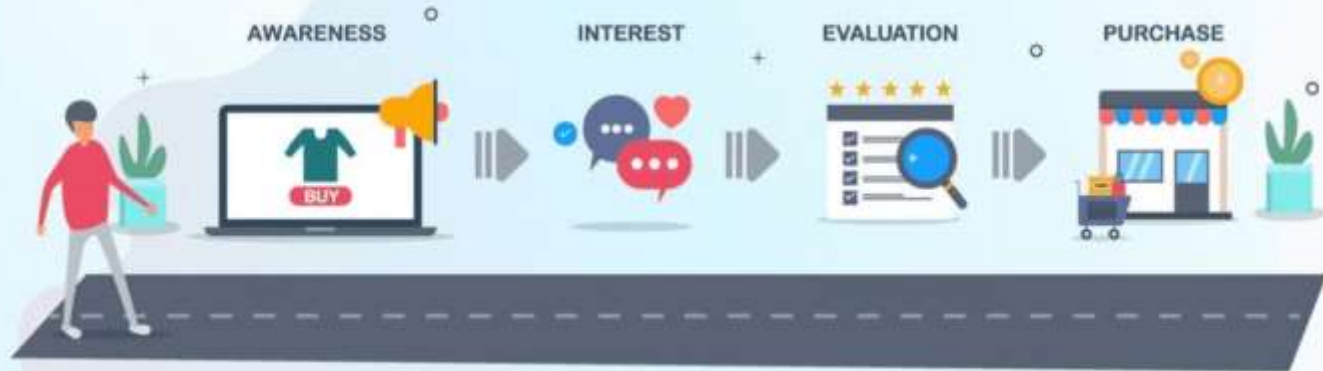 AWARENESS
INTEREST
EVALUATION
PURCHASE
BUY